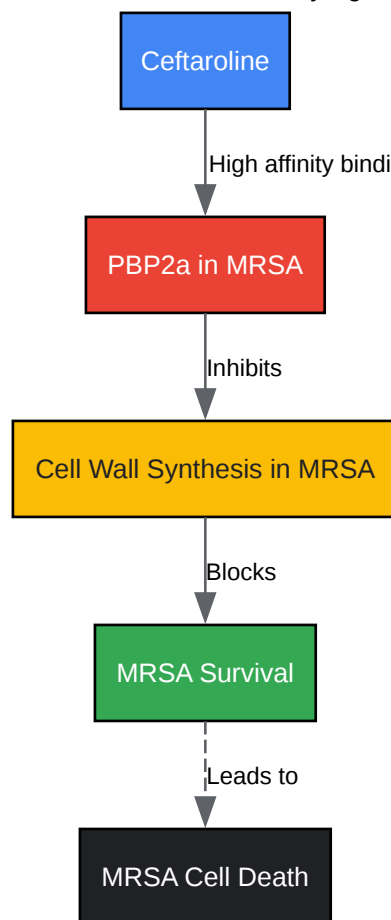 Ceftaroline
High affinity bindi
PBP2a in MRSA
Inhibits
Cell Wall Synthesis in MRSA
Blocks
MRSA Survival
Leads to
MRSA Cell Death